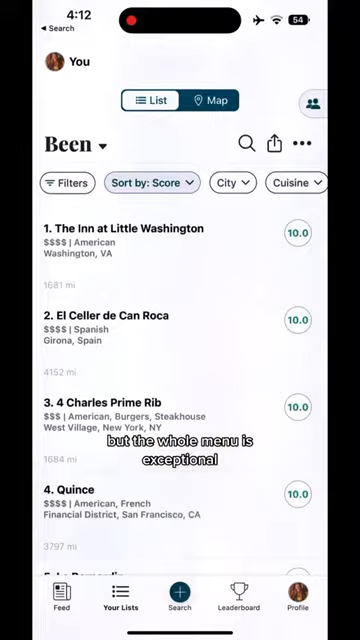 4:12
54
◀ Search
You
List
Map
Been
Filters
Sort by: Score
City
Cuisine
1. The Inn at Little Washington
$$$$ | American
Washington, VA
10.0
1681 mi
2. El Celler de Can Roca
$$$$ | Spanish
Girona, Spain
10.0
4152 mi
3. 4 Charles Prime Rib
$$$ | American, Burgers, Steakhouse
West Village, New York, NY
10.0
1684 mi
but the whole menu is
exceptional
4. Quince
$$$$ | American, French
Financial District, San Francisco, CA
10.0
3797 mi
Feed
Your Lists
Search
Leaderboard
Profile